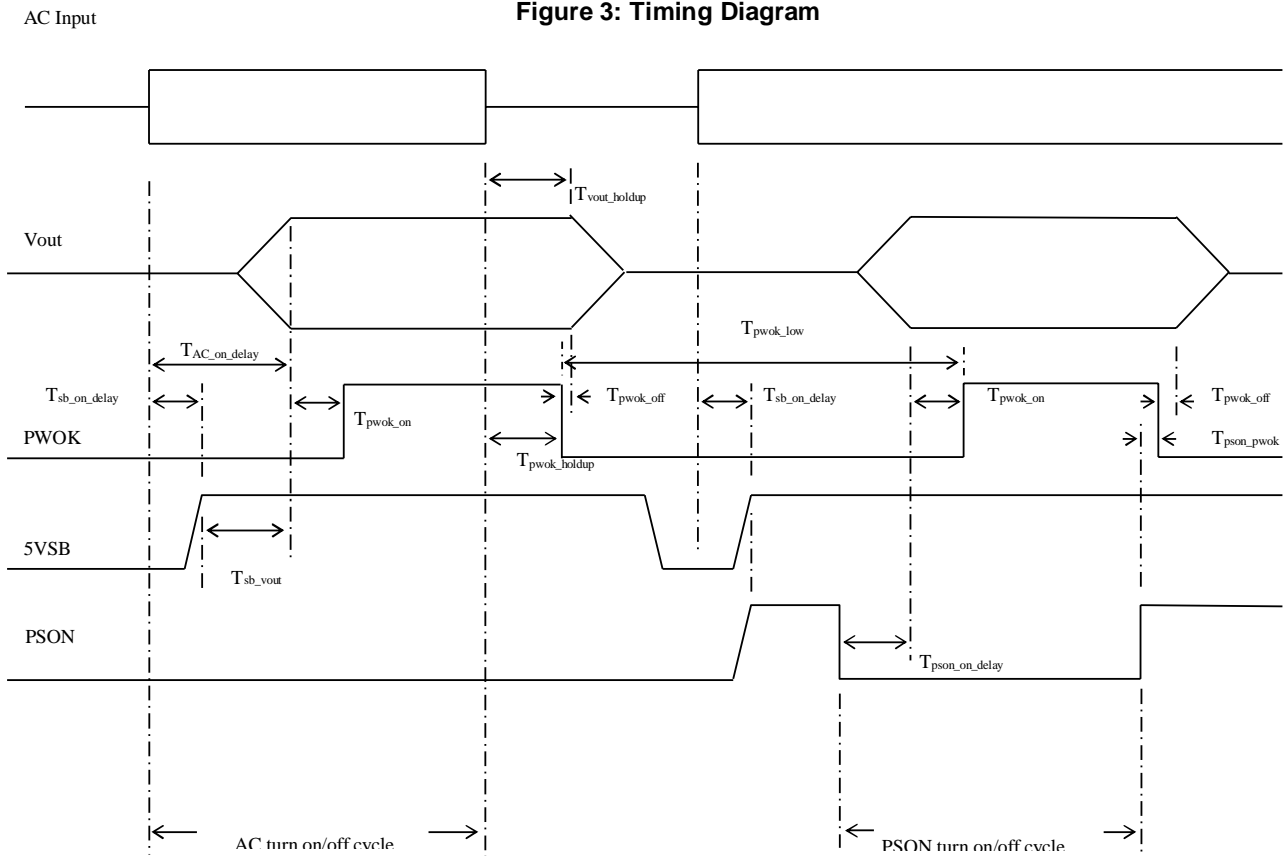 Figure 3: Timing Diagram
AC Input
Tvout_holdup
Vout
Tpwok_low
TAC_on_delay
Tsb_on_delay
Tpwok_off
Tsb_on_delay
Tpwok_on
Tpwok_off
Tpwok_on
PWOK
Tpson_pwok
Tpwok_holdup
5VSB
Tsb_vout
PSON
Tpson_on_delay
AC turn on/off cycle
PSON turn on/off cycle